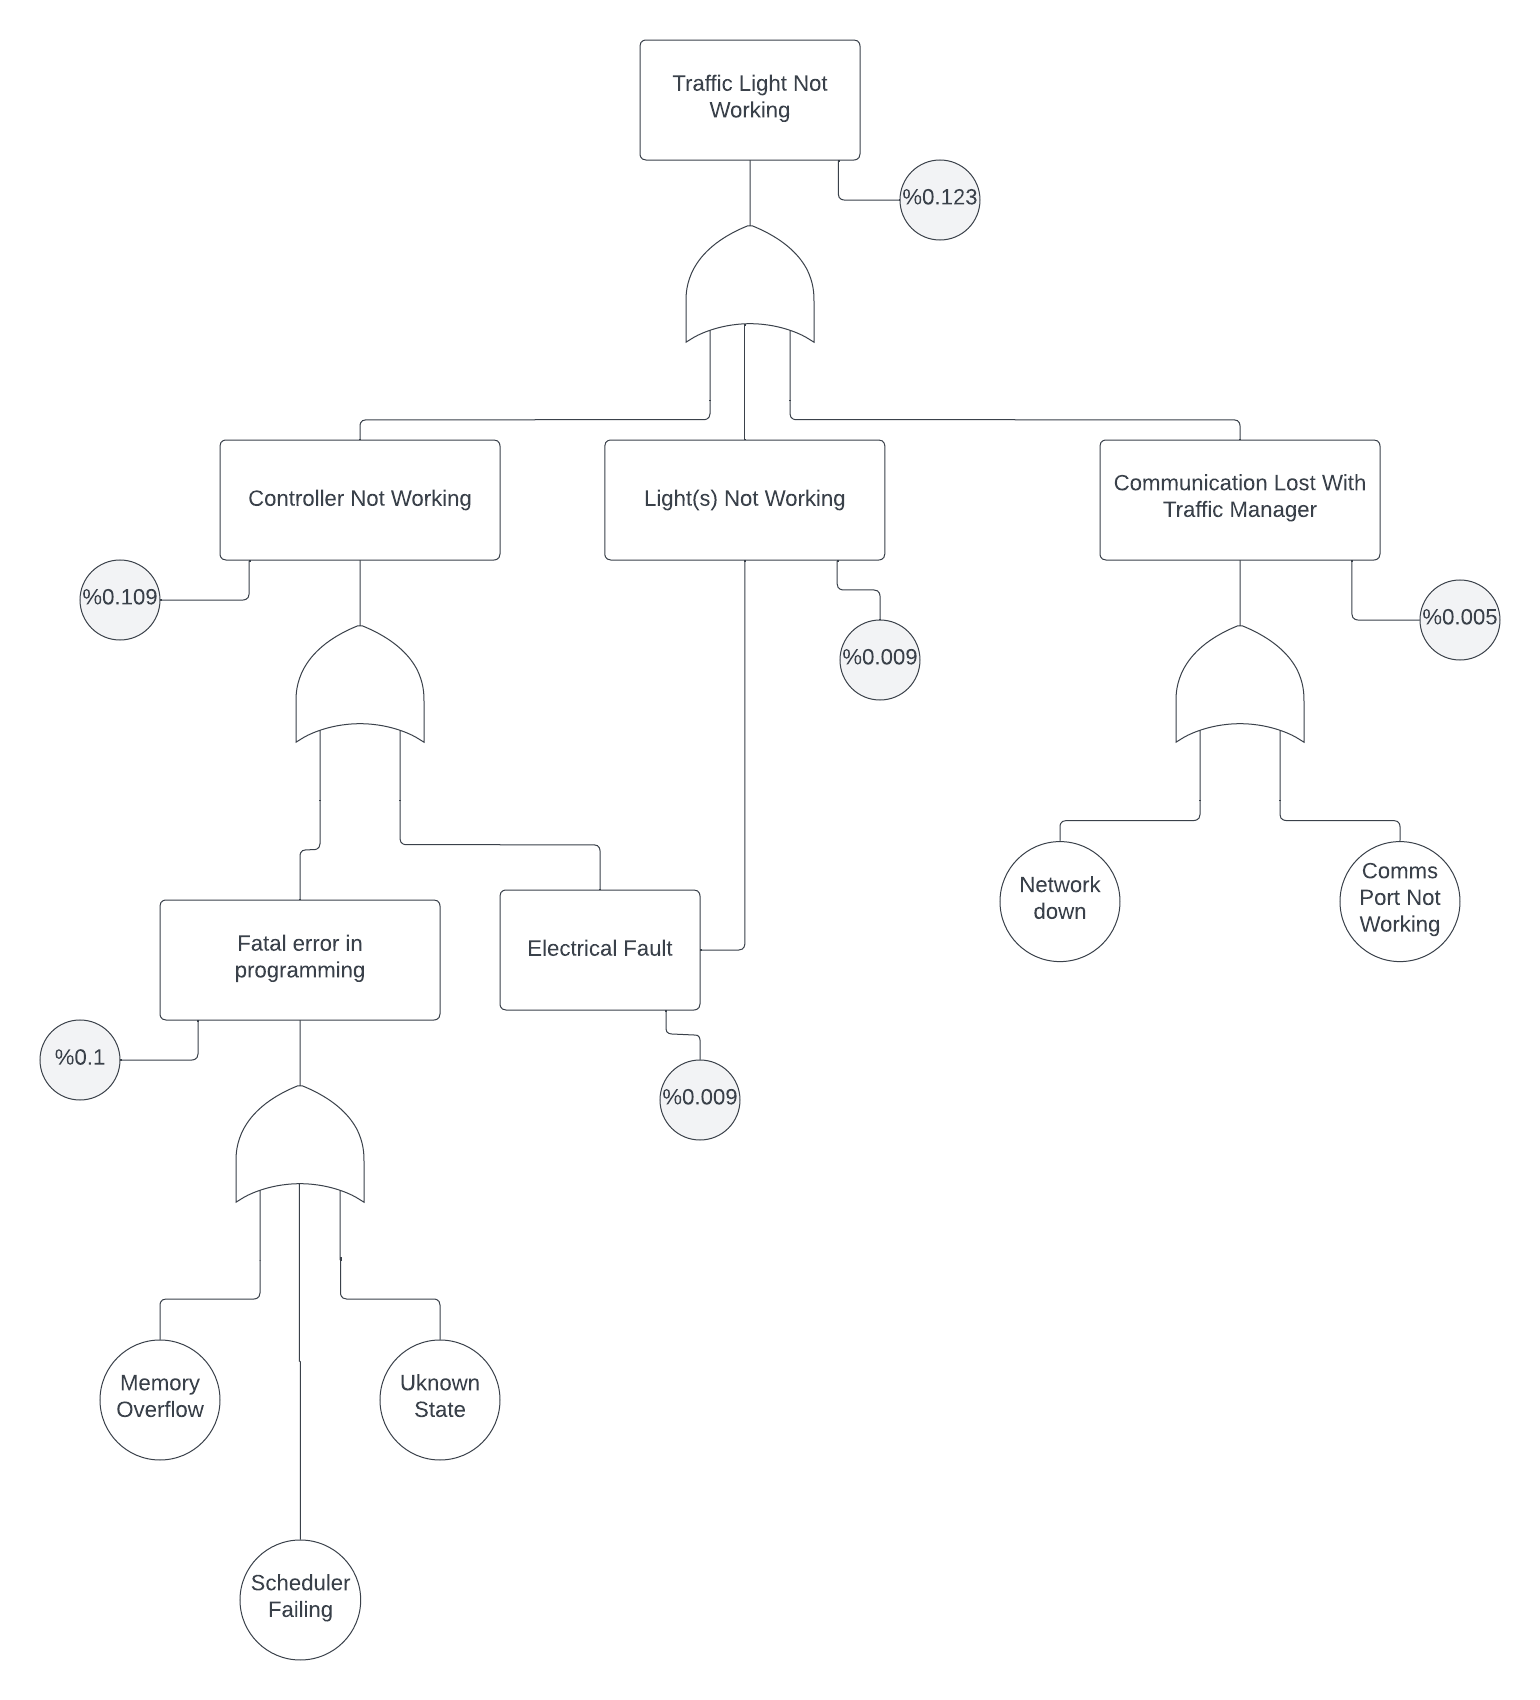 Traffic Light Not
Working
%0.123
Controller Not Working
Light(s) Not Working
Communication Lost With
Traffic Manager
%0.109
%0.009
%0.005
Network
down
Comms
Port Not
Working
Fatal error in
programming
Electrical Fault
%0.1
%0.009
Memory
Overflow
Uknown
State
Scheduler
Failing